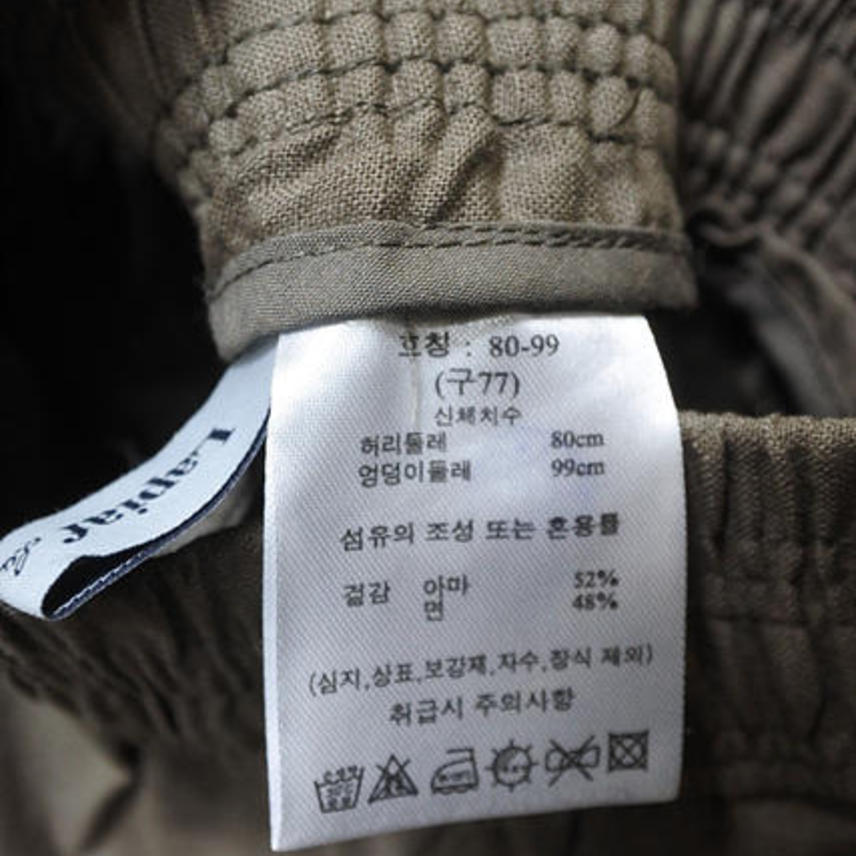 호칭 : 80-99
(구77)
신체치수
허리둘레 80cm
엉덩이둘레 99cm
섬유의 조성 또는 혼용률
겉감 아마 52%
면 48%
(심지,상표,보강재,자수,장식 제외)
취급시 주의사항
Lapiar